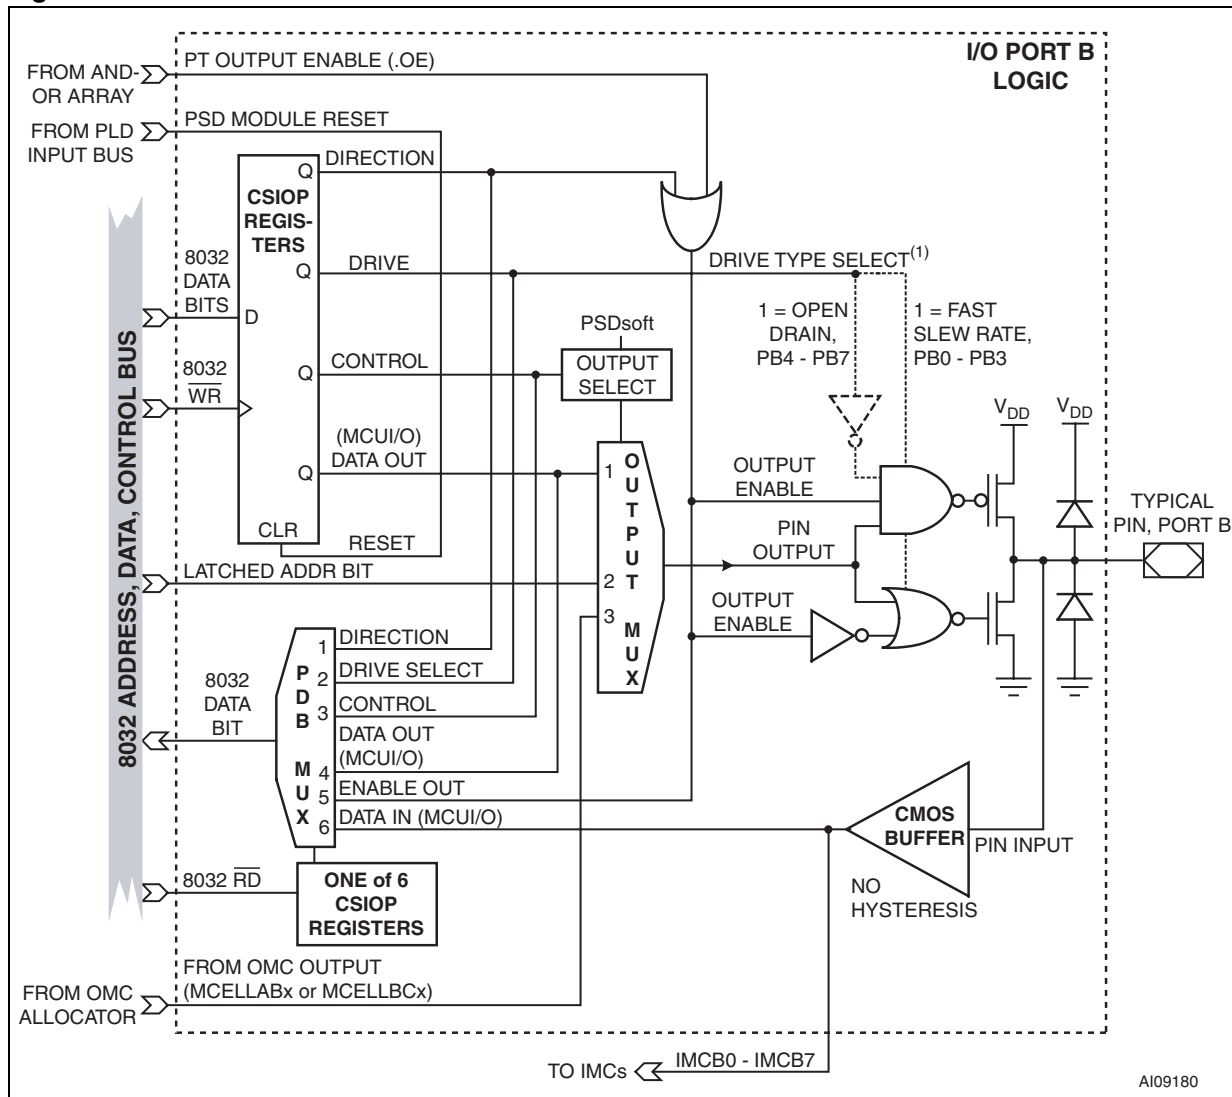 I/O PORT B
LOGIC
FROM AND-
OR ARRAY
PT OUTPUT ENABLE (.OE)
FROM PLD
INPUT BUS
PSD MODULE RESET
8032 ADDRESS, DATA, CONTROL BUS
8032
DATA
BITS
8032
WR
CSIOP
REGIS-
TERS
Q
Q
Q
Q
D
CLR
DIRECTION
DRIVE
CONTROL
(MCUI/O)
DATA OUT
RESET
LATCHED ADDR BIT
PSDsoft
OUTPUT
SELECT
OUTPUT MUX
1
2
3
DRIVE TYPE SELECT(1)
1 = OPEN
DRAIN,
PB4 - PB7
1 = FAST
SLEW RATE,
PB0 - PB3
VDD
VDD
OUTPUT
ENABLE
PIN
OUTPUT
OUTPUT
ENABLE
TYPICAL
PIN, PORT B
8032
DATA
BIT
PDB MUX
1
2
3
4
5
6
DIRECTION
DRIVE SELECT
CONTROL
DATA OUT
(MCUI/O)
ENABLE OUT
DATA IN (MCUI/O)
CMOS
BUFFER
PIN INPUT
NO
HYSTERESIS
8032 RD
ONE of 6
CSIOP
REGISTERS
FROM OMC
ALLOCATOR
FROM OMC OUTPUT
(MCELLABx or MCELLBCx)
TO IMCs
IMCB0 - IMCB7
AI09180